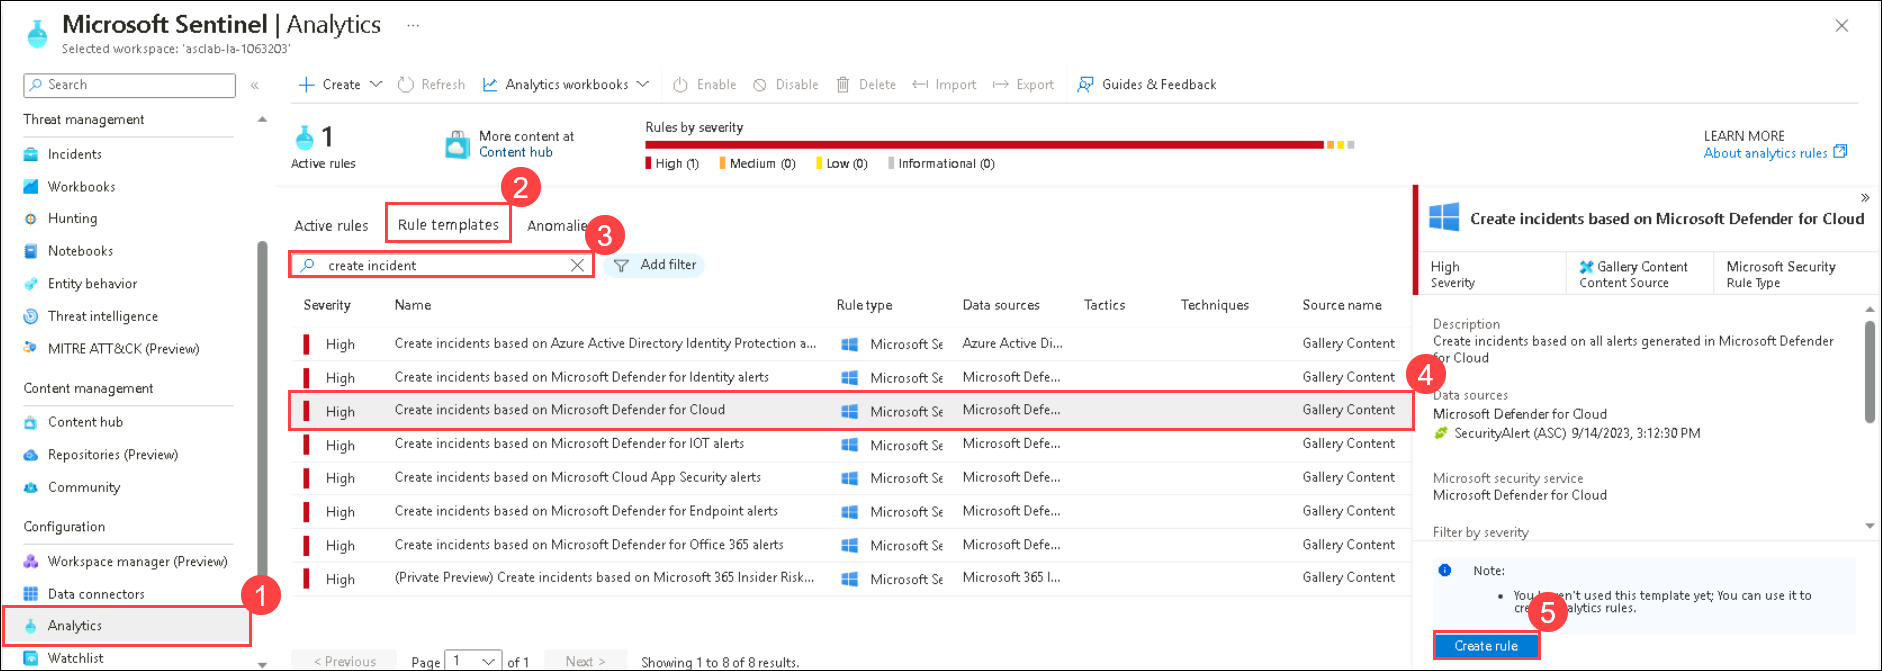 Microsoft Sentinel | Analytics ...
Selected workspace: 'asclab-la-1063203'
Search
«
Threat management
Incidents
Workbooks
Hunting
Notebooks
Entity behavior
Threat intelligence
MITRE ATT&CK (Preview)
Content management
Content hub
Repositories (Preview)
Community
Configuration
Workspace manager (Preview)
Data connectors
1
Analytics
Watchlist
Create
Refresh
Analytics workbooks
Enable
Disable
Delete
Import
Export
Guides & Feedback
1
Active rules
More content at
Content hub
Rules by severity
High (1)
Medium (0)
Low (0)
Informational (0)
LEARN MORE
About analytics rules
2
Active rules
Rule templates
Anomalie
3
create incident
Add filter
Severity Name Rule type Data sources Tactics Techniques Source name
High Create incidents based on Azure Active Directory Identity Protection a... Microsoft Se Azure Active Di... Gallery Content
High Create incidents based on Microsoft Defender for Identity alerts Microsoft Se Microsoft Defe... Gallery Content
4
High Create incidents based on Microsoft Defender for Cloud Microsoft Se Microsoft Defe... Gallery Content
High Create incidents based on Microsoft Defender for IOT alerts Microsoft Se Microsoft Defe... Gallery Content
High Create incidents based on Microsoft Cloud App Security alerts Microsoft Se Microsoft Defe... Gallery Content
High Create incidents based on Microsoft Defender for Endpoint alerts Microsoft Se Microsoft Defe... Gallery Content
High Create incidents based on Microsoft Defender for Office 365 alerts Microsoft Se Microsoft Defe... Gallery Content
High (Private Preview) Create incidents based on Microsoft 365 Insider Risk... Microsoft Se Microsoft 365 I... Gallery Content
< Previous Page 1 of 1 Next > Showing 1 to 8 of 8 results.
»
Create incidents based on Microsoft Defender for Cloud
High
Severity
Gallery Content
Content Source
Microsoft Security
Rule Type
Description
Create incidents based on all alerts generated in Microsoft Defender
for Cloud
Data sources
Microsoft Defender for Cloud
SecurityAlert (ASC) 9/14/2023, 3:12:30 PM
Microsoft security service
Microsoft Defender for Cloud
Filter by severity
Note:
• You n't used this template yet; You can use it to
cre alytics rules.
5
Create rule